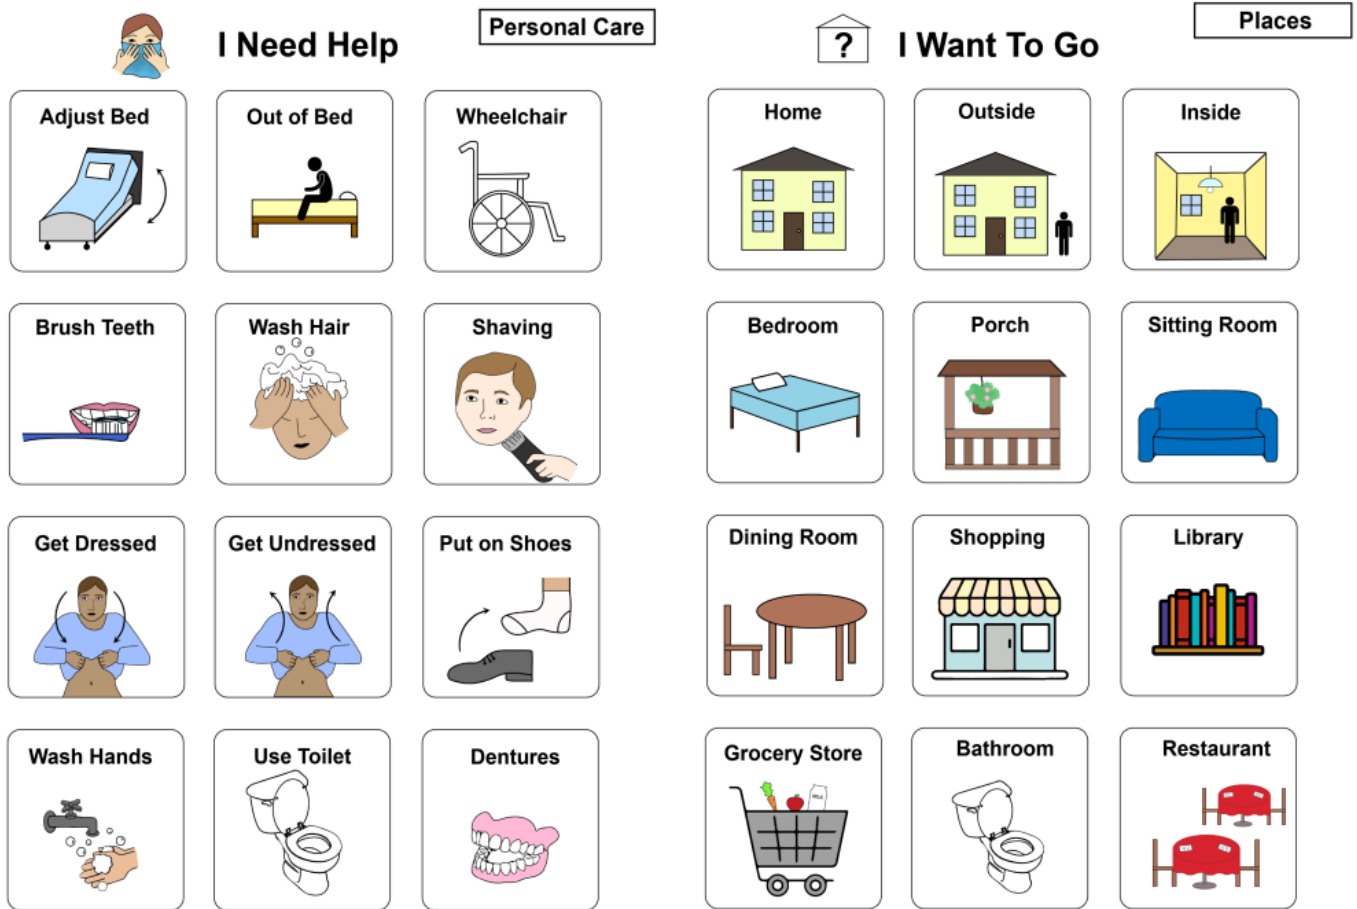 I Need Help
Personal Care
Adjust Bed
Out of Bed
Wheelchair
Brush Teeth
Wash Hair
Shaving
Get Dressed
Get Undressed
Put on Shoes
Wash Hands
Use Toilet
Dentures
?
I Want To Go
Places
Home
Outside
Inside
Bedroom
Porch
Sitting Room
Dining Room
Shopping
Library
Grocery Store
MILK
Bathroom
Restaurant